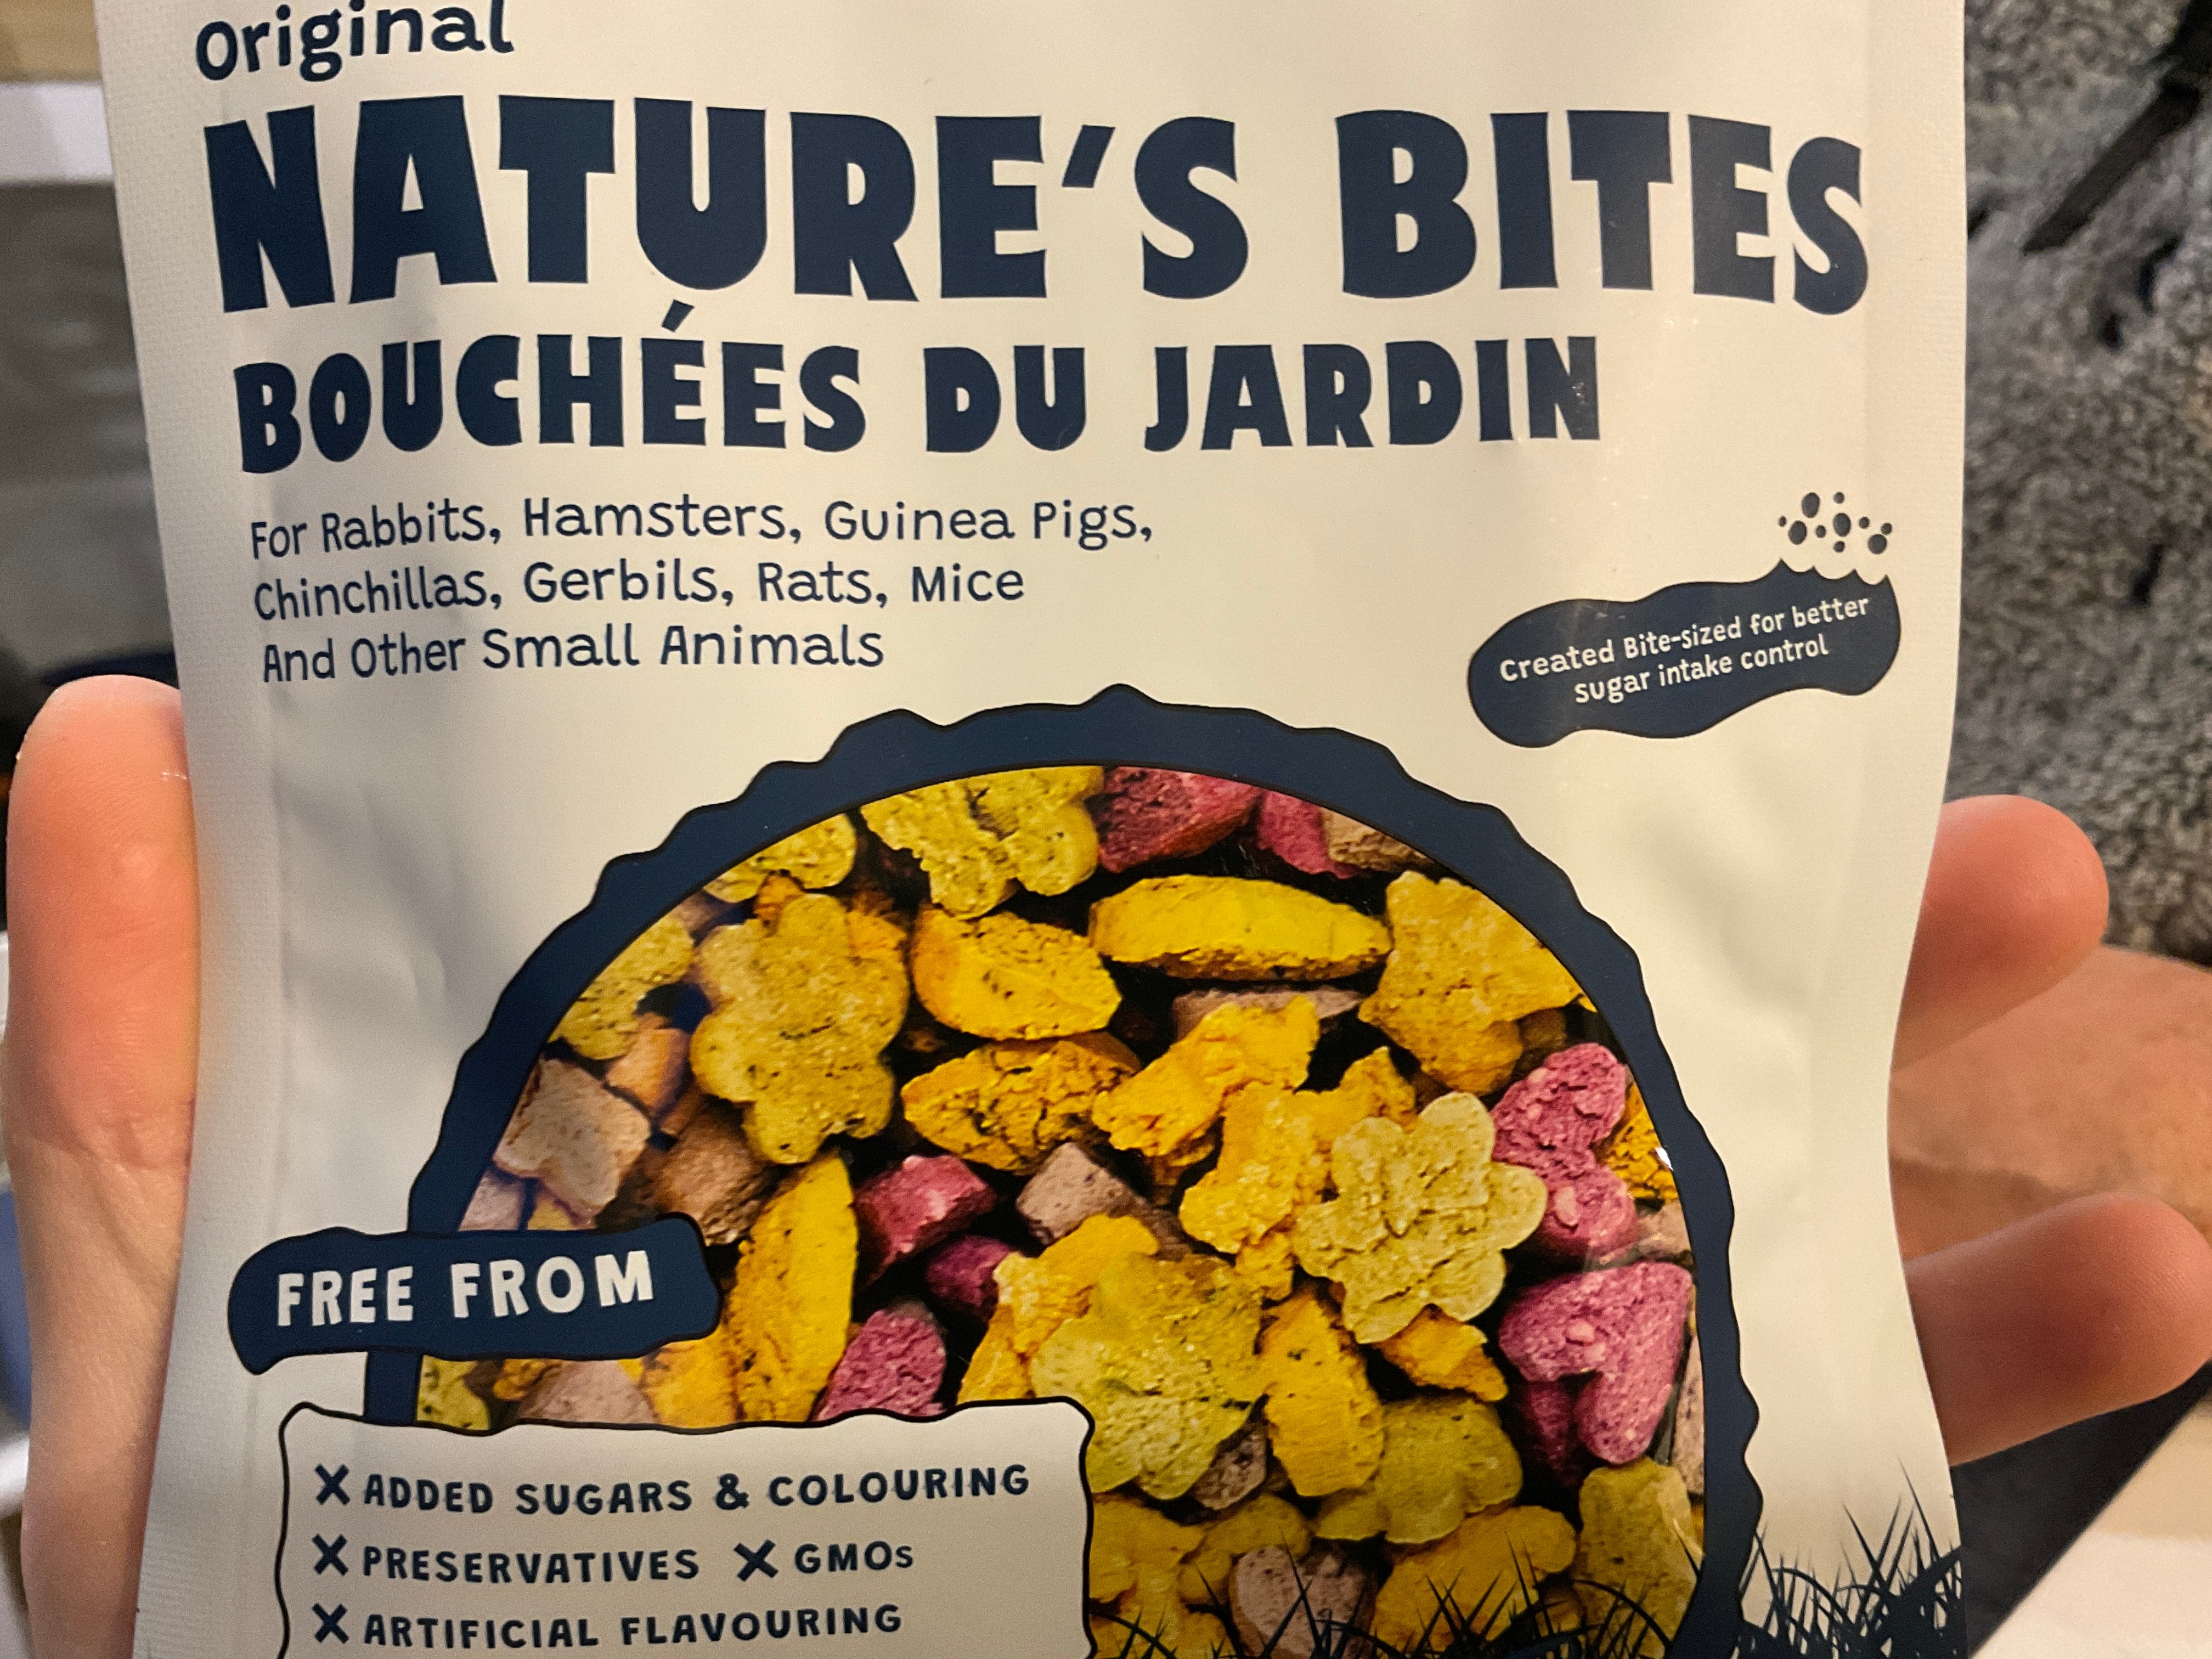 Original
NATURE'S BITES
BOUCHÉES DU JARDIN
For Rabbits, Hamsters, Guinea Pigs,
Chinchillas, Gerbils, Rats, Mice
And Other Small Animals
Created Bite-sized for better
sugar intake control
FREE FROM
X ADDED SUGARS & COLOURING
X PRESERVATIVES X GMOs
X ARTIFICIAL FLAVOURING